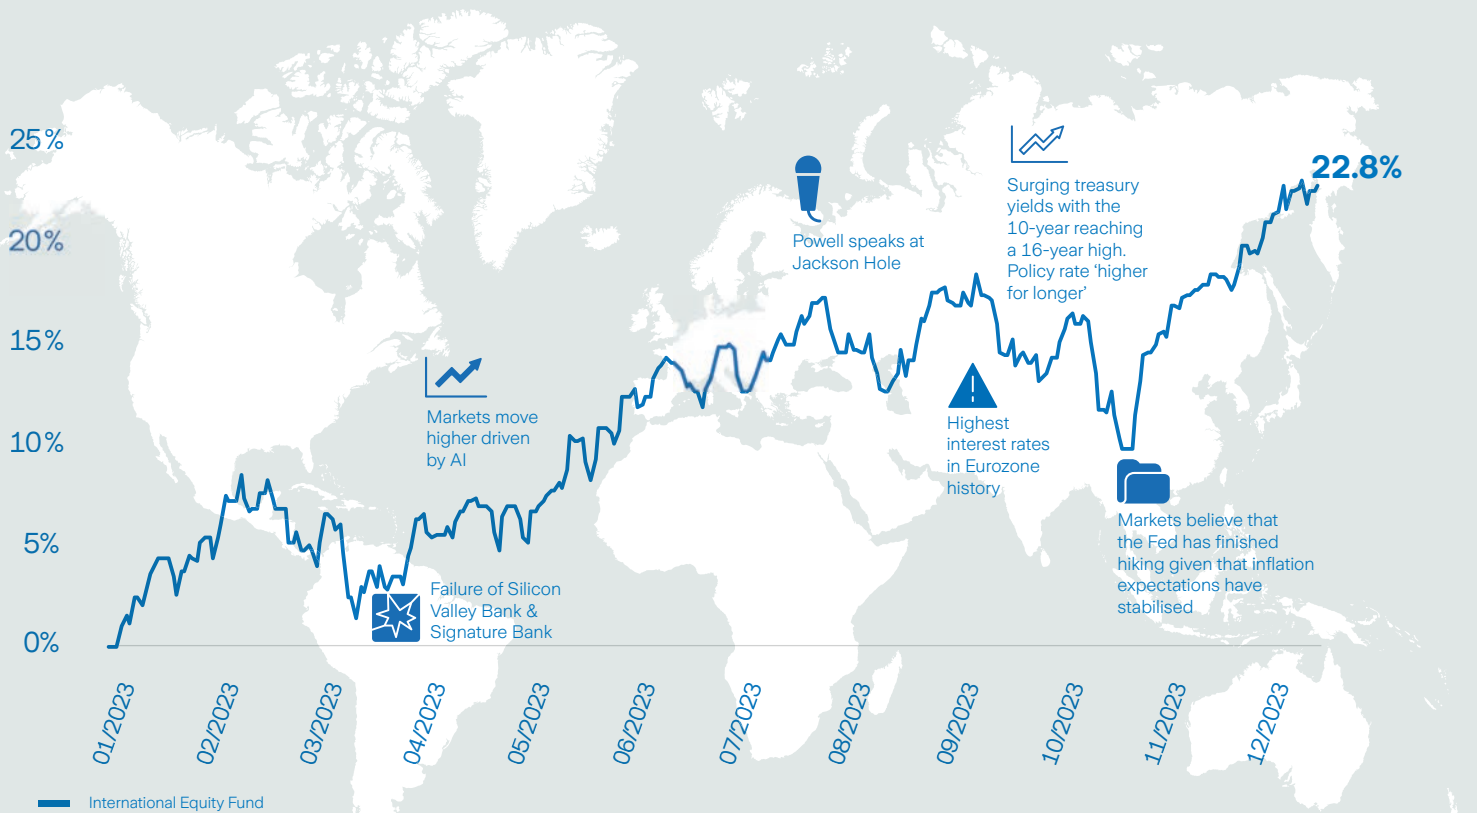 25%
20%
15%
10%
5%
0%
22.8%
Surging treasury
yields with the
10-year reaching
a 16-year high.
Policy rate ‘higher
for longer’
Powell speaks at
Jackson Hole
Markets move
higher driven
by AI
Highest
interest rates
in Eurozone
history
Markets believe that
the Fed has finished
hiking given that inflation
expectations have
stabilised
Failure of Silicon
Valley Bank &
Signature Bank
01/2023
02/2023
03/2023
04/2023
05/2023
06/2023
07/2023
08/2023
09/2023
10/2023
11/2023
12/2023
International Equity Fund